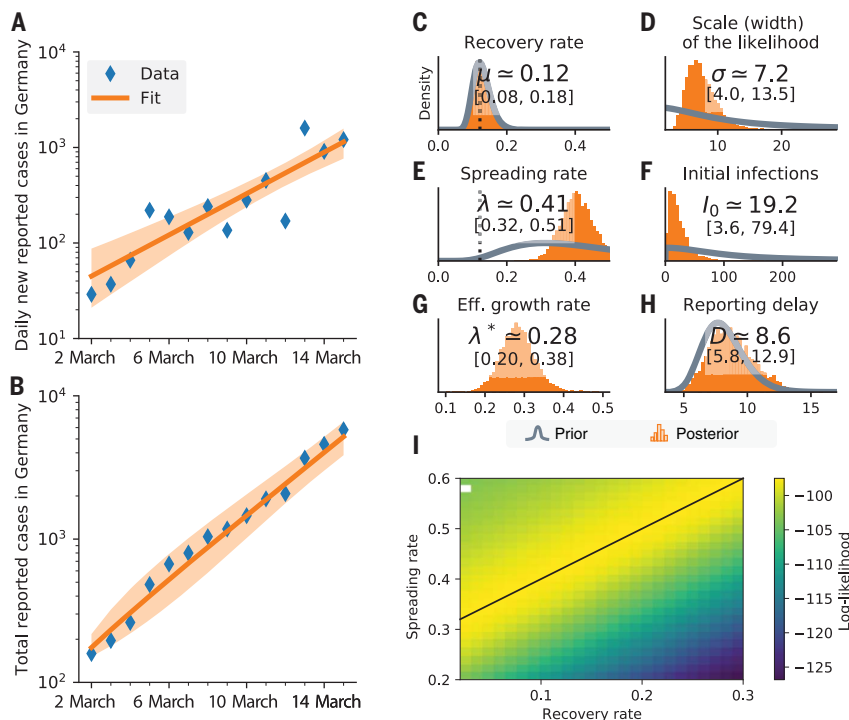 A
Daily new reported cases in Germany
10^4
10^3
10^2
10^1
Data
Fit
2 March
6 March
10 March
14 March
B
Total reported cases in Germany
10^4
10^3
10^2
2 March
6 March
10 March
14 March
C
Recovery rate
Density
μ ≃ 0.12
[0.08, 0.18]
0.0 0.2 0.4
D
Scale (width)
of the likelihood
σ ≃ 7.2
[4.0, 13.5]
10 20
E
Spreading rate
λ ≃ 0.41
[0.32, 0.51]
0.0 0.2 0.4
F
Initial infections
I₀ ≃ 19.2
[3.6, 79.4]
0 100 200
G
Eff. growth rate
λ* ≃ 0.28
[0.20, 0.38]
0.1 0.2 0.3 0.4 0.5
H
Reporting delay
D ≃ 8.6
[5.8, 12.9]
5 10 15
Prior
Posterior
I
Spreading rate
0.6
0.5
0.4
0.3
0.2
0.1 0.2 0.3
Recovery rate
−100
−105
−110
−115
−120
−125
Log-likelihood